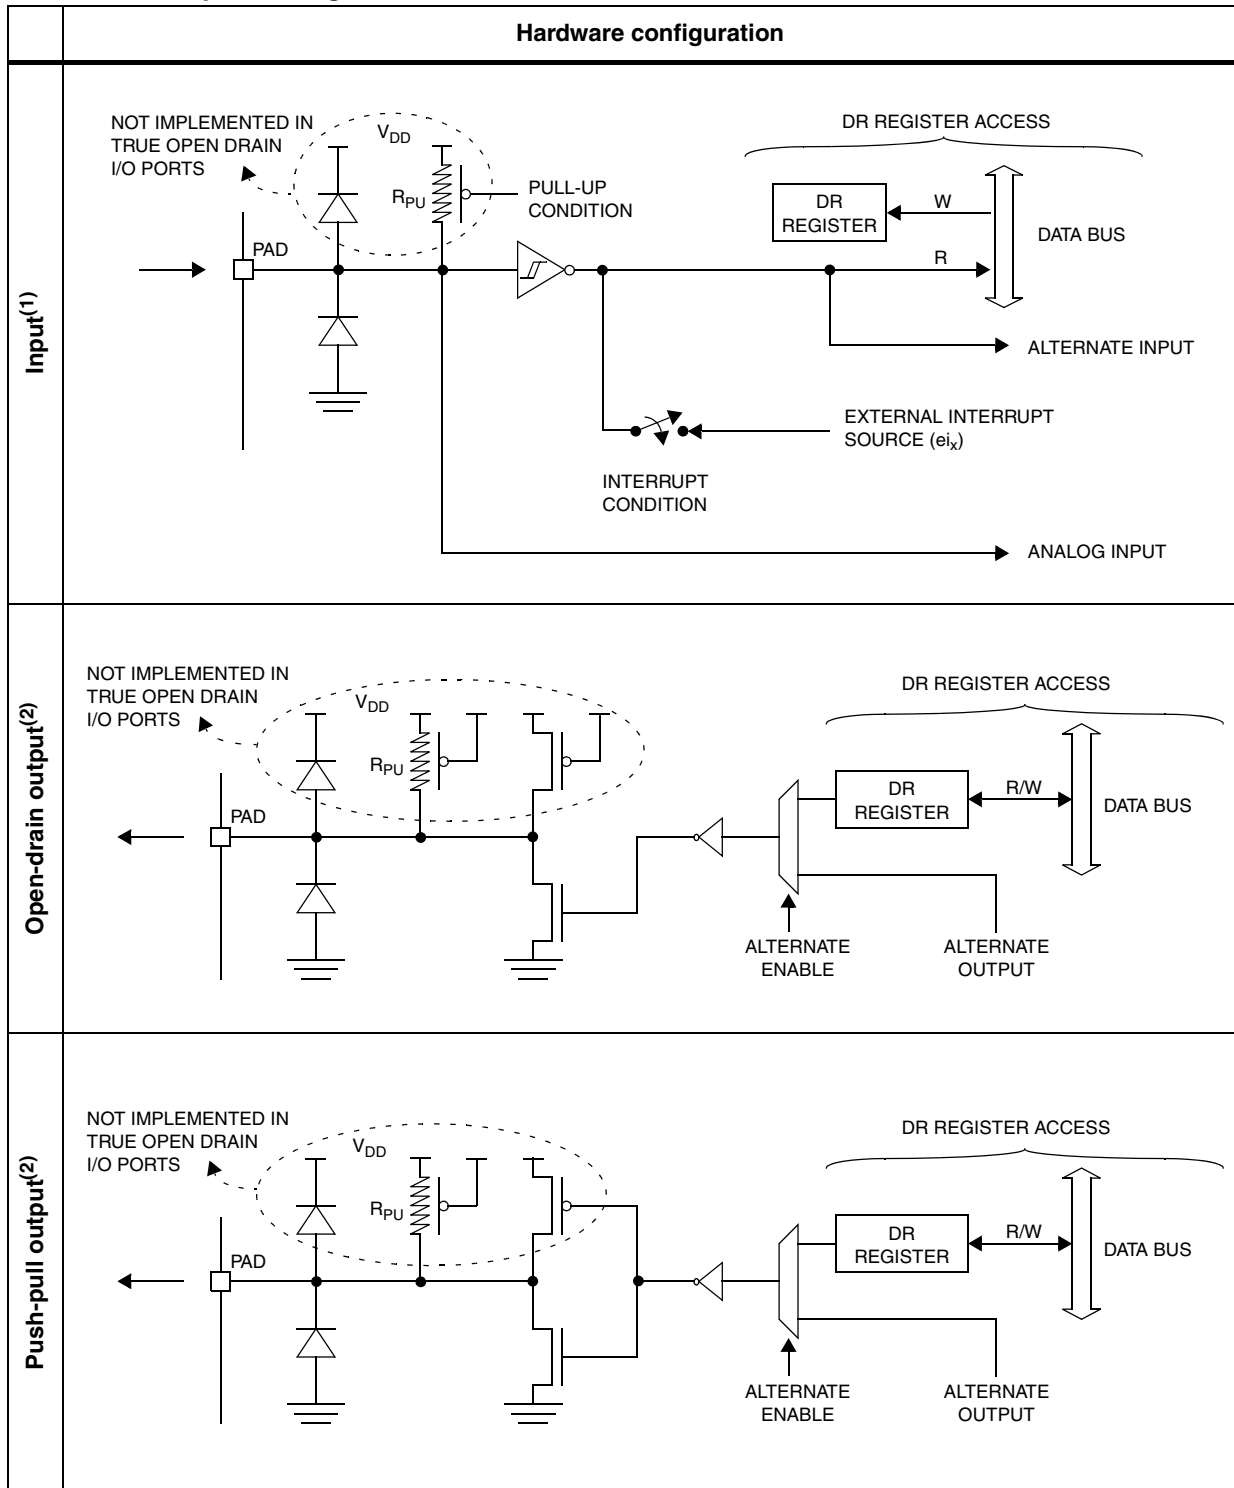 Hardware configuration
Input(1)
NOT IMPLEMENTED IN
TRUE OPEN DRAIN
I/O PORTS
VDD
RPU
PULL-UP
CONDITION
PAD
DR REGISTER ACCESS
DR
REGISTER
W
R
DATA BUS
ALTERNATE INPUT
EXTERNAL INTERRUPT
SOURCE (eix)
INTERRUPT
CONDITION
ANALOG INPUT
Open-drain output(2)
NOT IMPLEMENTED IN
TRUE OPEN DRAIN
I/O PORTS
VDD
RPU
PAD
DR REGISTER ACCESS
DR
REGISTER
R/W
DATA BUS
ALTERNATE
ENABLE
ALTERNATE
OUTPUT
Push-pull output(2)
NOT IMPLEMENTED IN
TRUE OPEN DRAIN
I/O PORTS
VDD
RPU
PAD
DR REGISTER ACCESS
DR
REGISTER
R/W
DATA BUS
ALTERNATE
ENABLE
ALTERNATE
OUTPUT